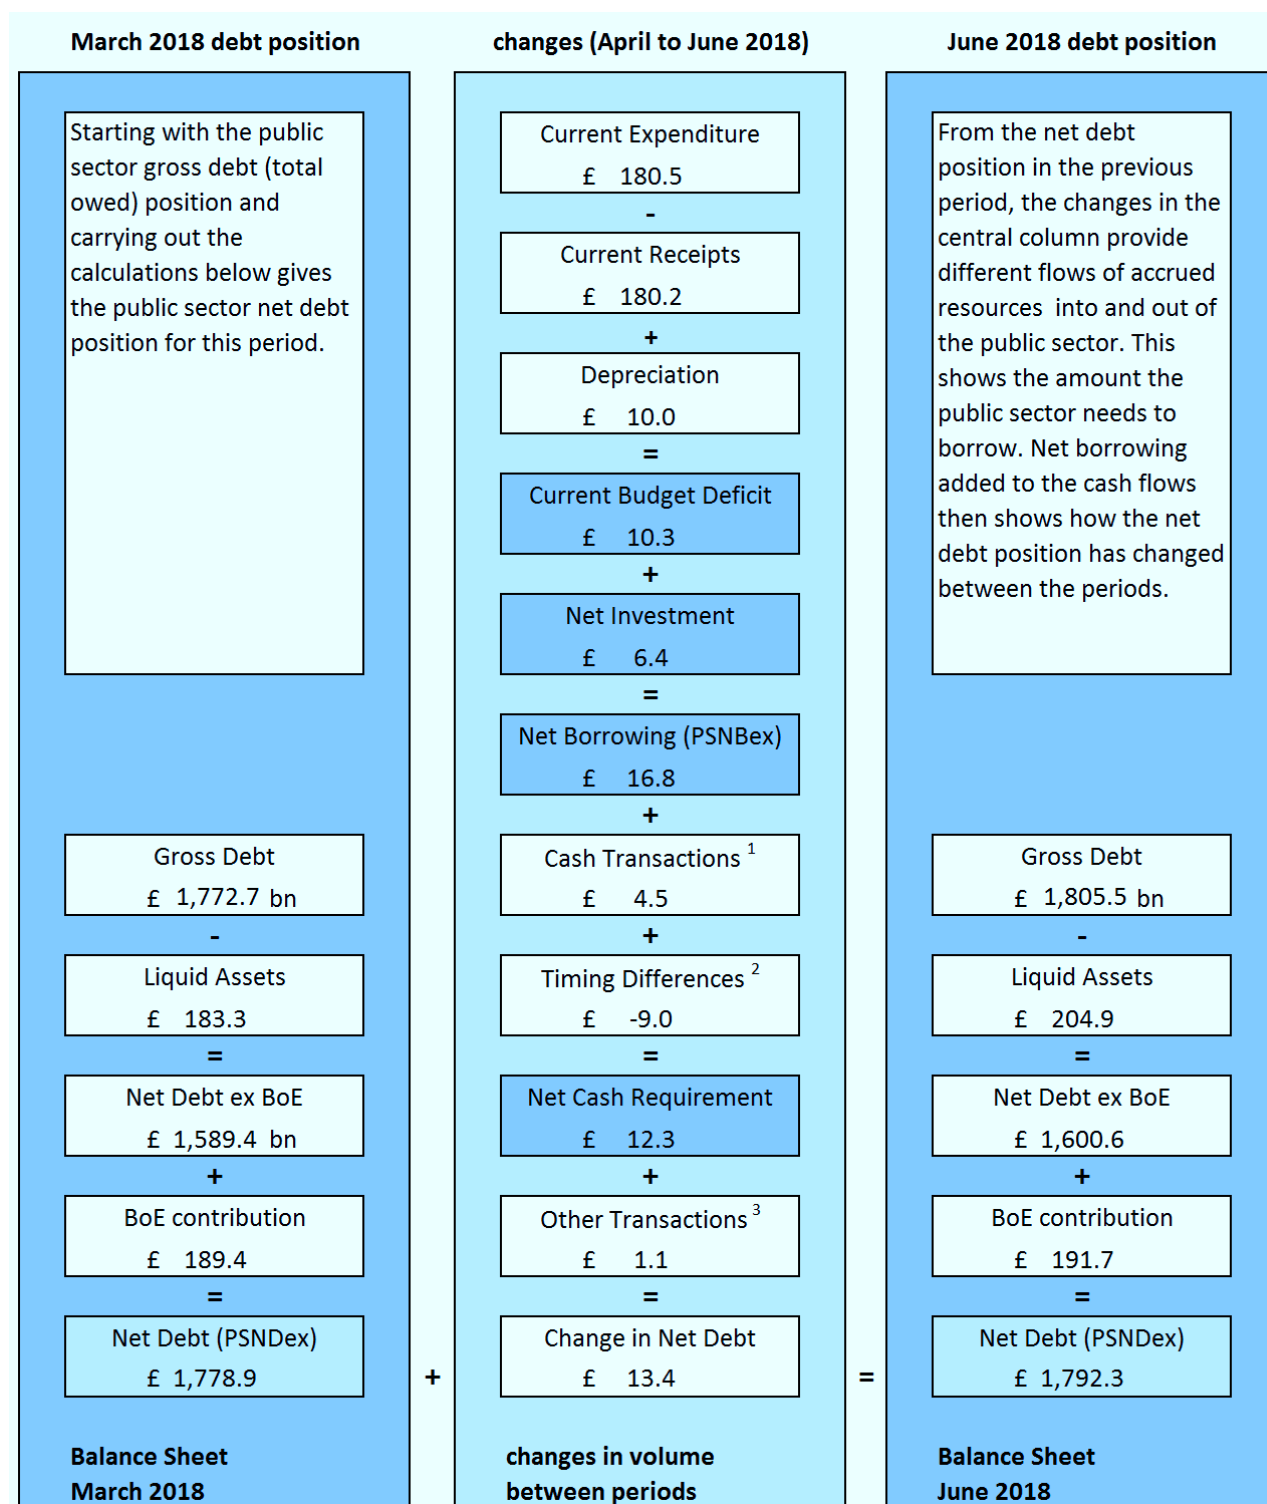 March 2018 debt position
Starting with the public
sector gross debt (total
owed) position and
carrying out the
calculations below gives
the public sector net debt
position for this period.
Gross Debt
£ 1,772.7 bn
-
Liquid Assets
£ 183.3
=
Net Debt ex BoE
£ 1,589.4 bn
+
BoE contribution
£ 189.4
=
Net Debt (PSNDex)
£ 1,778.9
Balance Sheet
March 2018
+
changes (April to June 2018)
Current Expenditure
£ 180.5
-
Current Receipts
£ 180.2
+
Depreciation
£ 10.0
=
Current Budget Deficit
£ 10.3
+
Net Investment
£ 6.4
=
Net Borrowing (PSNBex)
£ 16.8
+
Cash Transactions 1
£ 4.5
+
Timing Differences 2
£ -9.0
=
Net Cash Requirement
£ 12.3
+
Other Transactions 3
£ 1.1
=
Change in Net Debt
£ 13.4
changes in volume
between periods
=
June 2018 debt position
From the net debt
position in the previous
period, the changes in the
central column provide
different flows of accrued
resources into and out of
the public sector. This
shows the amount the
public sector needs to
borrow. Net borrowing
added to the cash flows
then shows how the net
debt position has changed
between the periods.
Gross Debt
£ 1,805.5 bn
-
Liquid Assets
£ 204.9
=
Net Debt ex BoE
£ 1,600.6
+
BoE contribution
£ 191.7
=
Net Debt (PSNDex)
£ 1,792.3
Balance Sheet
June 2018